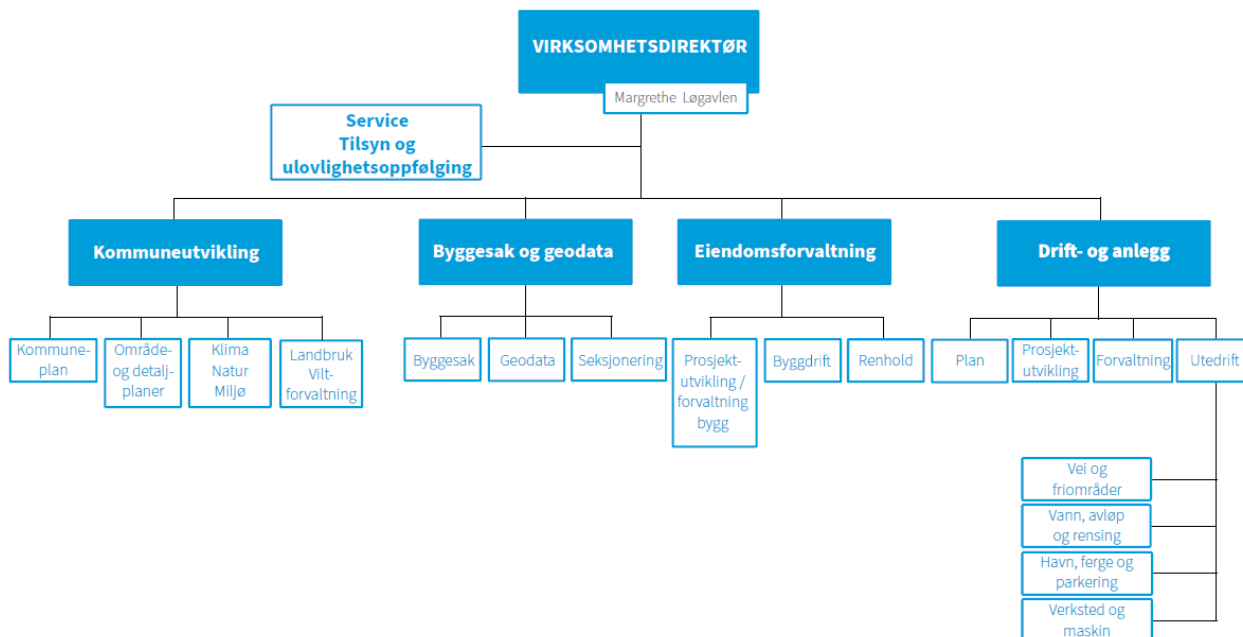 VIRKSOMHETSDIREKTØR
Margrethe Løgavlen
Service
Tilsyn og
ulovlighetsoppfølging
Kommuneutvikling
Byggesak og geodata
Eiendomsforvaltning
Drift- og anlegg
Kommune-
plan
Område-
og detalj-
planer
Klima
Natur
Miljø
Landbruk
Vilt-
forvaltning
Byggesak
Geodata
Seksjonering
Prosjekt-
utvikling /
forvaltning
bygg
Byggdrift
Renhold
Plan
Prosjekt-
utvikling
Forvaltning
Utedrift
Vei og
friområder
Vann, avløp
og rensing
Havn, ferge og
parkering
Verksted og
maskin